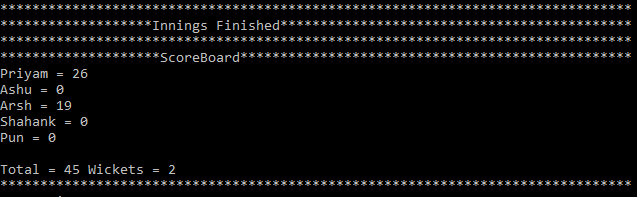 *******************************************************************************
*******************Innings Finished********************************************
*******************************************************************************
********************ScoreBoard*************************************************
Priyam = 26
Ashu = 0
Arsh = 19
Shahank = 0
Pun = 0
Total = 45 Wickets = 2
*******************************************************************************